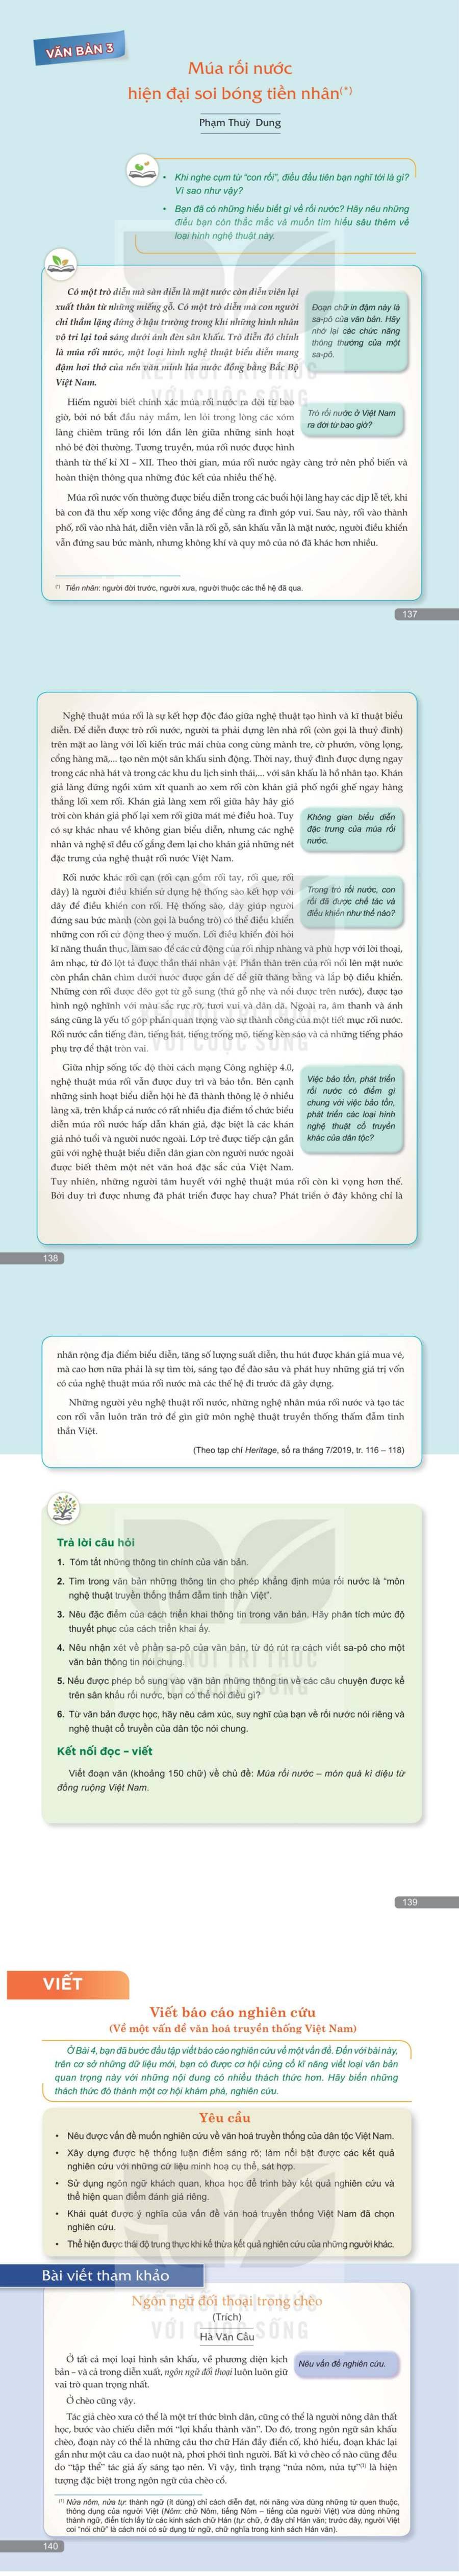 VĂN BẢN 3
Múa rối nước
hiện đại soi bóng tiền nhân(*)
Phạm Thuỳ Dung
• Khi nghe cụm từ “con rối”, điều đầu tiên bạn nghĩ tới là gì?
Vì sao như vậy?
• Bạn đã có những hiểu biết gì về rối nước? Hãy nêu những
điều bạn còn thắc mắc và muốn tìm hiểu sâu thêm về
loại hình nghệ thuật này.
Có một trò diễn mà sàn diễn là mặt nước còn diễn viên lại
xuất thân từ những miếng gỗ. Có một trò diễn mà con người
chỉ thầm lặng đứng ở hậu trường trong khi những hình nhân
vô tri lại toả sáng dưới ánh đèn sân khấu. Trò diễn đó chính
là múa rối nước, một loại hình nghệ thuật biểu diễn mang
đậm hơi thở của nền văn minh lúa nước đồng bằng Bắc Bộ
Việt Nam.
Đoạn chữ in đậm này là
sa-pô của văn bản. Hãy
nhớ lại các chức năng
thông thường của một
sa-pô.
Hiếm người biết chính xác múa rối nước ra đời từ bao
giờ, bởi nó bắt đầu nảy mầm, len lỏi trong lòng các xóm
làng chiêm trũng rồi lớn dần lên giữa những sinh hoạt
nhỏ bé đời thường. Tương truyền, múa rối nước được hình
thành từ thế kỉ XI – XII. Theo thời gian, múa rối nước ngày càng trở nên phổ biến và
hoàn thiện thông qua những đúc kết của nhiều thế hệ.
Trò rối nước ở Việt Nam
ra đời từ bao giờ?
Múa rối nước vốn thường được biểu diễn trong các buổi hội làng hay các dịp lễ tết, khi
bà con đã thu xếp xong việc đồng áng để cùng ra đình góp vui. Sau này, rối vào thành
phố, rối vào nhà hát, diễn viên vẫn là rối gỗ, sân khấu vẫn là mặt nước, người điều khiển
vẫn đứng sau bức mành, nhưng không khí và quy mô của nó đã khác hơn nhiều.
(*) Tiền nhân: người đời trước, người xưa, người thuộc các thế hệ đã qua.
137
Nghệ thuật múa rối là sự kết hợp độc đáo giữa nghệ thuật tạo hình và kĩ thuật biểu
diễn. Để diễn được trò rối nước, người ta phải dựng lên nhà rối (còn gọi là thuỷ đình)
trên mặt ao làng với lối kiến trúc mái chùa cong cùng mành tre, cờ phướn, võng lọng,
cổng hàng mã,... tạo nên một sân khấu sinh động. Thời nay, thuỷ đình được dựng ngay
trong các nhà hát và trong các khu du lịch sinh thái,... với sân khấu là hồ nhân tạo. Khán
giả làng đứng ngồi xúm xít quanh ao xem rối còn khán giả phố ngồi ghế ngay hàng
thẳng lối xem rối. Khán giả làng xem rối giữa hây hẩy gió
trời còn khán giả phố lại xem rối giữa mát mẻ điều hoà. Tuy
có sự khác nhau về không gian biểu diễn, nhưng các nghệ
nhân và nghệ sĩ đều cố gắng đem lại cho khán giả những nét
đặc trưng của nghệ thuật rối nước Việt Nam.
Không gian biểu diễn
đặc trưng của múa rối
nước.
Rối nước khác rối cạn (rối cạn gồm rối tay, rối que, rối
dây) là người điều khiển sử dụng hệ thống sào kết hợp với
dây để điều khiển con rối. Hệ thống sào, dây giúp người
đứng sau bức mành (còn gọi là buồng trò) có thể điều khiển
những con rối cử động theo ý muốn. Lối điều khiển đòi hỏi
kĩ năng thuần thục, làm sao để các cử động của rối nhịp nhàng và phù hợp với lời thoại,
âm nhạc, từ đó lột tả được thần thái nhân vật. Phần thân trên của rối nổi lên mặt nước
còn phần chân chìm dưới nước được gắn đế để giữ thăng bằng và lắp bộ điều khiển.
Những con rối được đẽo gọt từ gỗ sung (thứ gỗ nhẹ và nổi được trên nước), được tạo
hình ngộ nghĩnh với màu sắc rực rỡ, tươi vui và dân dã. Ngoài ra, âm thanh và ánh
sáng cũng là yếu tố góp phần quan trọng vào sự thành công của một tiết mục rối nước.
Rối nước cần tiếng đàn, tiếng hát, tiếng trống mõ, tiếng kèn sáo và cả những tiếng pháo
phụ trợ để thật tròn vai.
Trong trò rối nước, con
rối đã được chế tác và
điều khiển như thế nào?
Giữa nhịp sống tốc độ thời cách mạng Công nghiệp 4.0,
nghệ thuật múa rối vẫn được duy trì và bảo tồn. Bên cạnh
những sinh hoạt biểu diễn hội hè đã thành thông lệ ở nhiều
làng xã, trên khắp cả nước có rất nhiều địa điểm tổ chức biểu
diễn múa rối nước hấp dẫn khán giả, đặc biệt là các khán
giả nhỏ tuổi và người nước ngoài. Lớp trẻ được tiếp cận gần
gũi với nghệ thuật biểu diễn dân gian còn người nước ngoài
được biết thêm một nét văn hoá đặc sắc của Việt Nam.
Tuy nhiên, những người tâm huyết với nghệ thuật múa rối còn kì vọng hơn thế.
Bởi duy trì được nhưng đã phát triển được hay chưa? Phát triển ở đây không chỉ là
Việc bảo tồn, phát triển
rối nước có điểm gì
chung với việc bảo tồn,
phát triển các loại hình
nghệ thuật cổ truyền
khác của dân tộc?
138
nhân rộng địa điểm biểu diễn, tăng số lượng suất diễn, thu hút được khán giả mua vé,
mà cao hơn nữa phải là sự tìm tòi, sáng tạo để đào sâu và phát huy những giá trị vốn
có của nghệ thuật múa rối nước mà các thế hệ đi trước đã gây dựng.
Những người yêu nghệ thuật rối nước, những nghệ nhân múa rối nước và tạo tác
con rối vẫn luôn trăn trở để gìn giữ môn nghệ thuật truyền thống thấm đẫm tinh
thần Việt.
(Theo tạp chí Heritage, số ra tháng 7/2019, tr. 116 – 118)
Trả lời câu hỏi
1. Tóm tắt những thông tin chính của văn bản.
2. Tìm trong văn bản những thông tin cho phép khẳng định múa rối nước là “môn
nghệ thuật truyền thống thấm đẫm tinh thần Việt”.
3. Nêu đặc điểm của cách triển khai thông tin trong văn bản. Hãy phân tích mức độ
thuyết phục của cách triển khai ấy.
4. Nêu nhận xét về phần sa-pô của văn bản, từ đó rút ra cách viết sa-pô cho một
văn bản thông tin nói chung.
5. Nếu được phép bổ sung vào văn bản những thông tin về các câu chuyện được kể
trên sân khấu rối nước, bạn có thể nói điều gì?
6. Từ văn bản được học, hãy nêu cảm xúc, suy nghĩ của bạn về rối nước nói riêng và
nghệ thuật cổ truyền của dân tộc nói chung.
Kết nối đọc – viết
Viết đoạn văn (khoảng 150 chữ) về chủ đề: Múa rối nước – món quà kì diệu từ
đồng ruộng Việt Nam.
139
VIẾT
Viết báo cáo nghiên cứu
(Về một vấn đề văn hoá truyền thống Việt Nam)
Ở Bài 4, bạn đã bước đầu tập viết báo cáo nghiên cứu về một vấn đề. Đến với bài này,
trên cơ sở những dữ liệu mới, bạn có được cơ hội củng cố kĩ năng viết loại văn bản
quan trọng này với những nội dung có nhiều thách thức hơn. Hãy biến những
thách thức đó thành một cơ hội khám phá, nghiên cứu.
Yêu cầu
• Nêu được vấn đề muốn nghiên cứu về văn hoá truyền thống của dân tộc Việt Nam.
• Xây dựng được hệ thống luận điểm sáng rõ; làm nổi bật được các kết quả
nghiên cứu với những cứ liệu minh hoạ cụ thể, sát hợp.
• Sử dụng ngôn ngữ khách quan, khoa học để trình bày kết quả nghiên cứu và
thể hiện quan điểm đánh giá riêng.
• Khái quát được ý nghĩa của vấn đề văn hoá truyền thống Việt Nam đã chọn
nghiên cứu.
• Thể hiện được thái độ trung thực khi kế thừa kết quả nghiên cứu của những người khác.
Bài viết tham khảo
Ngôn ngữ đối thoại trong chèo
(Trích)
Hà Văn Cầu
Ở tất cả mọi loại hình sân khấu, về phương diện kịch
bản – và cả trong diễn xuất, ngôn ngữ đối thoại luôn luôn giữ
vai trò quan trọng nhất.
Nêu vấn đề nghiên cứu.
Ở chèo cũng vậy.
Tác giả chèo xưa có thể là một trí thức bình dân, cũng có thể là người nông dân thất
học, bước vào chiếu diễn mới “lợi khẩu thành văn”. Do đó, trong ngôn ngữ sân khấu
chèo, đoạn này có thể là những câu thơ chữ Hán đầy điển cố, khó hiểu, đoạn khác lại
gần như một câu ca dao nuột nà, phơi phới tình người. Bất kì vở chèo cổ nào cũng đều
do “tập thể” tác giả ấy sáng tạo nên. Vì vậy, tình trạng “nửa nôm, nửa tự”(1) là hiện
tượng đặc biệt trong ngôn ngữ của chèo cổ.
(1) Nửa nôm, nửa tự: thành ngữ (ít dùng) chỉ cách diễn đạt, nói năng vừa dùng những từ quen thuộc,
thông dụng của người Việt (Nôm: chữ Nôm, tiếng Nôm – tiếng của người Việt) vừa dùng những
thành ngữ, điển tích lấy từ các kinh sách chữ Hán (tự: chữ, ở đây chỉ Hán văn; trước đây, người Việt
coi “nói chữ” là cách nói có sử dụng từ ngữ, chữ nghĩa trong kinh sách Hán văn).
140
KẾT NỐI TRI THỨC
VỚI CUỘC SỐNG